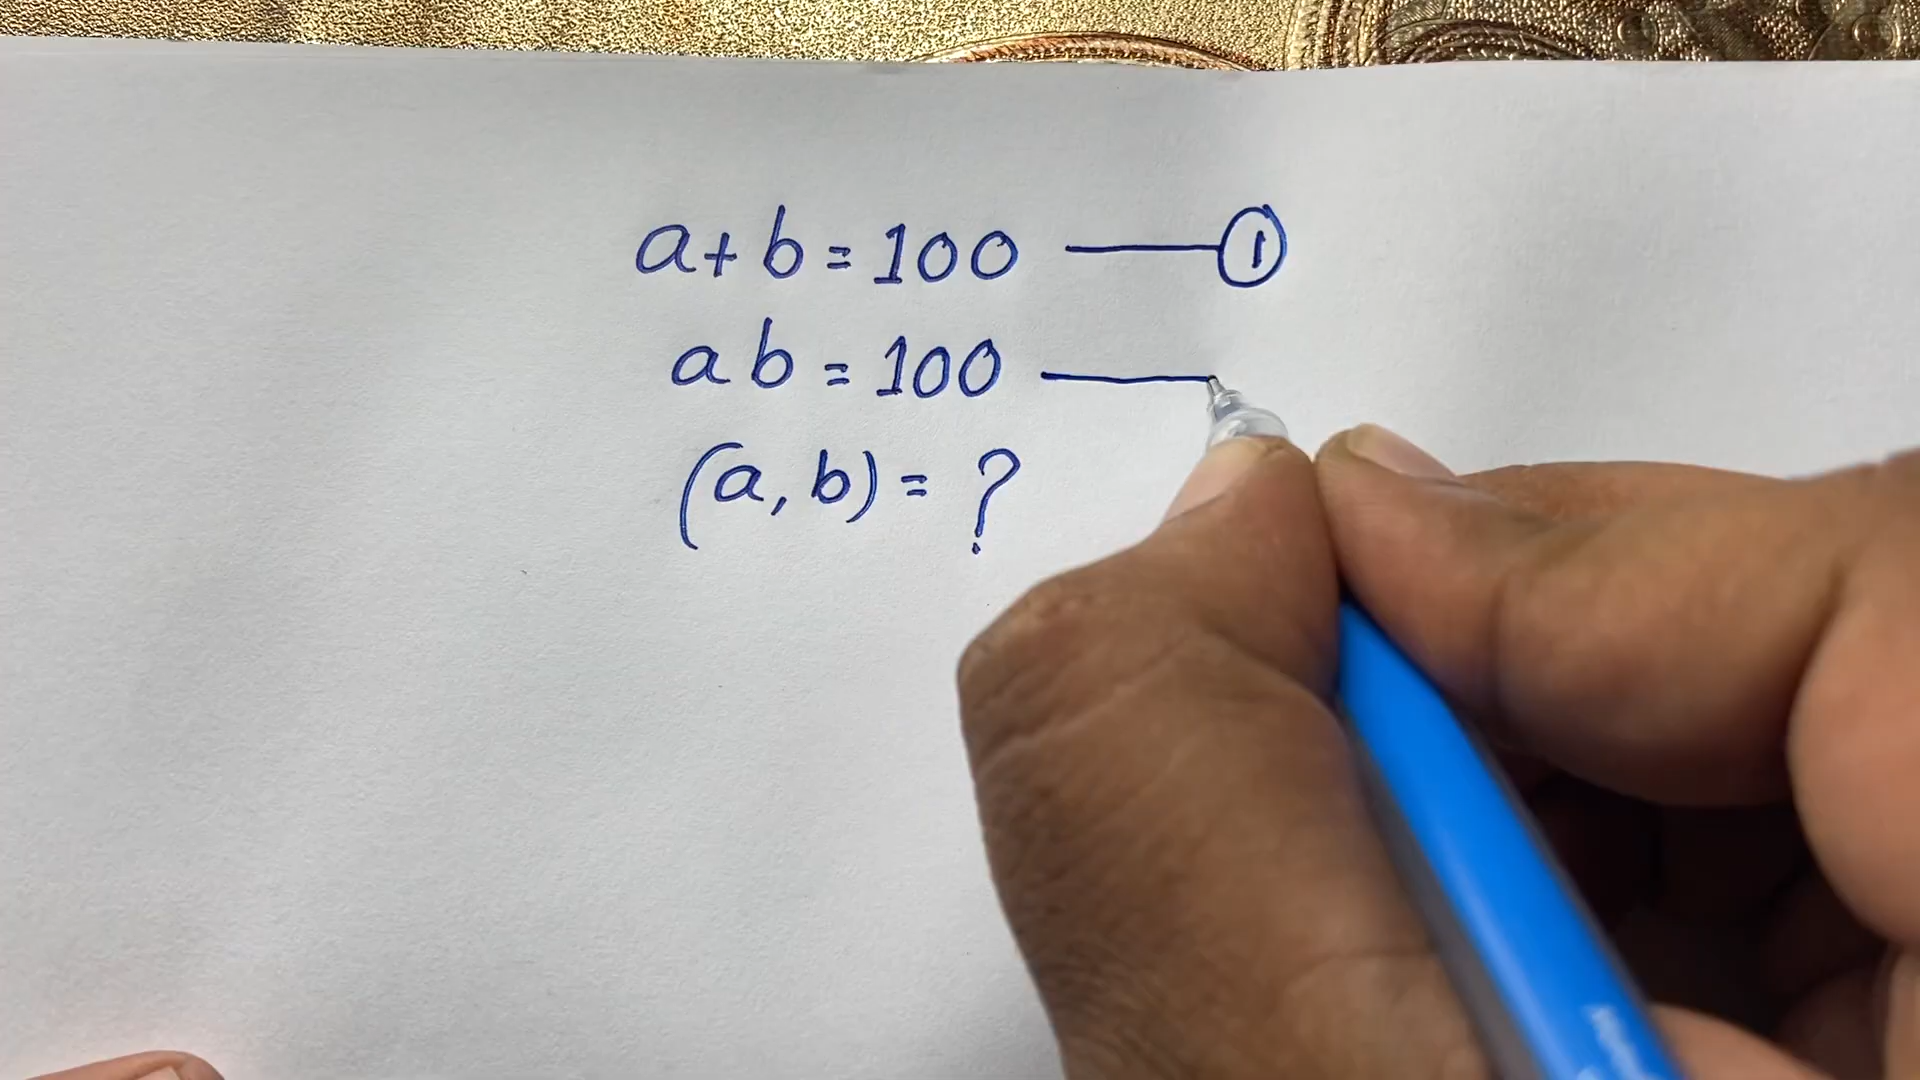 a+b=100 —— ①
ab=100 ——
(a,b)=?